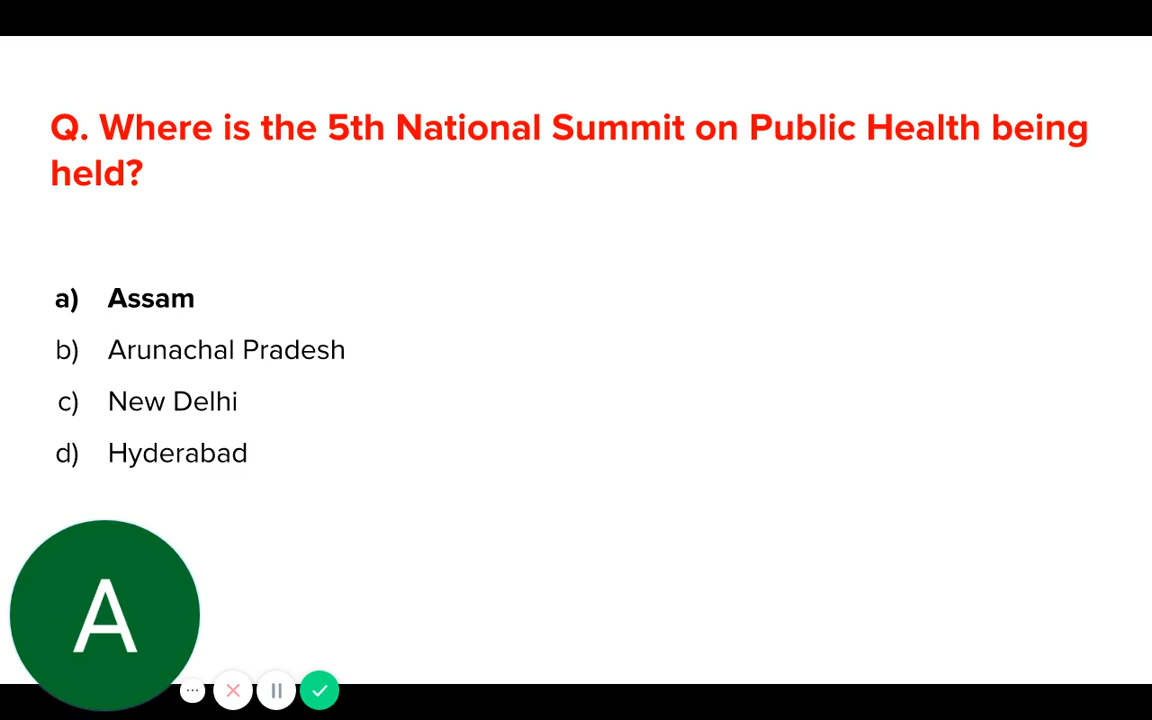 Q. Where is the 5th National Summit on Public Health being
held?
a) Assam
b) Arunachal Pradesh
c) New Delhi
d) Hyderabad
A